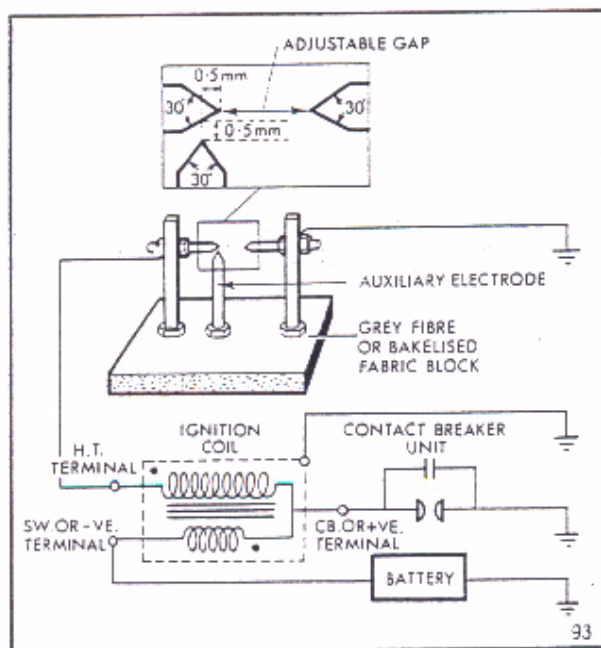 ADJUSTABLE GAP
0·5mm
30°
30°
0·5mm
30°
AUXILIARY ELECTRODE
GREY FIBRE
OR BAKELISED
FABRIC BLOCK
IGNITION
COIL
CONTACT BREAKER
UNIT
H.T.
TERMINAL
SW. OR -VE.
TERMINAL
CB. OR +VE.
TERMINAL
BATTERY
93